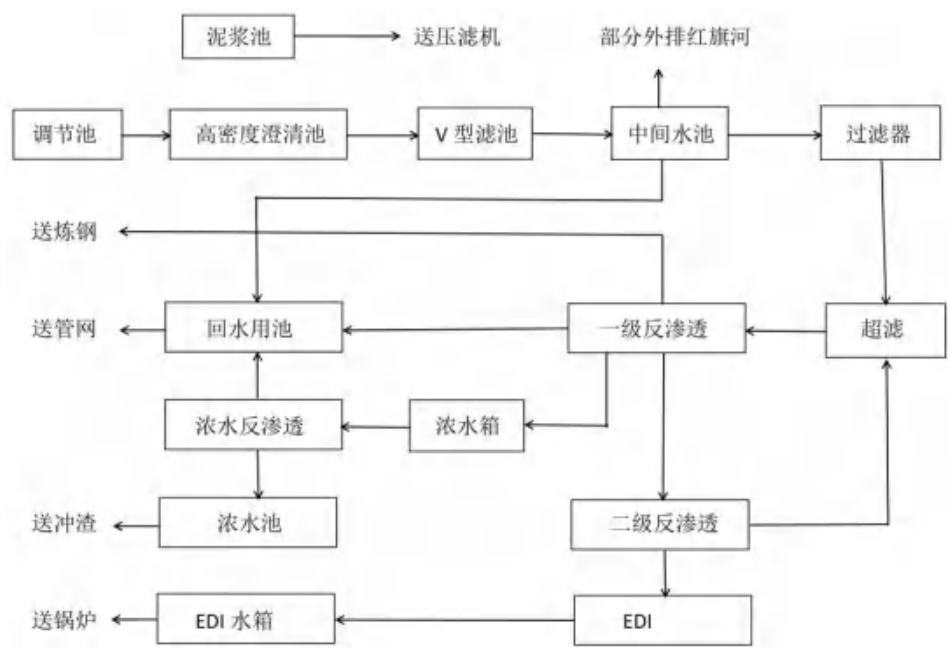 泥浆池 送压滤机 部分外排红旗河
调节池 高密度澄清池 V 型滤池 中间水池 过滤器
送炼钢
送管网 回水用池 一级反渗透 超滤
浓水反渗透 浓水箱
送冲渣 浓水池 二级反渗透
送锅炉 EDI 水箱 EDI